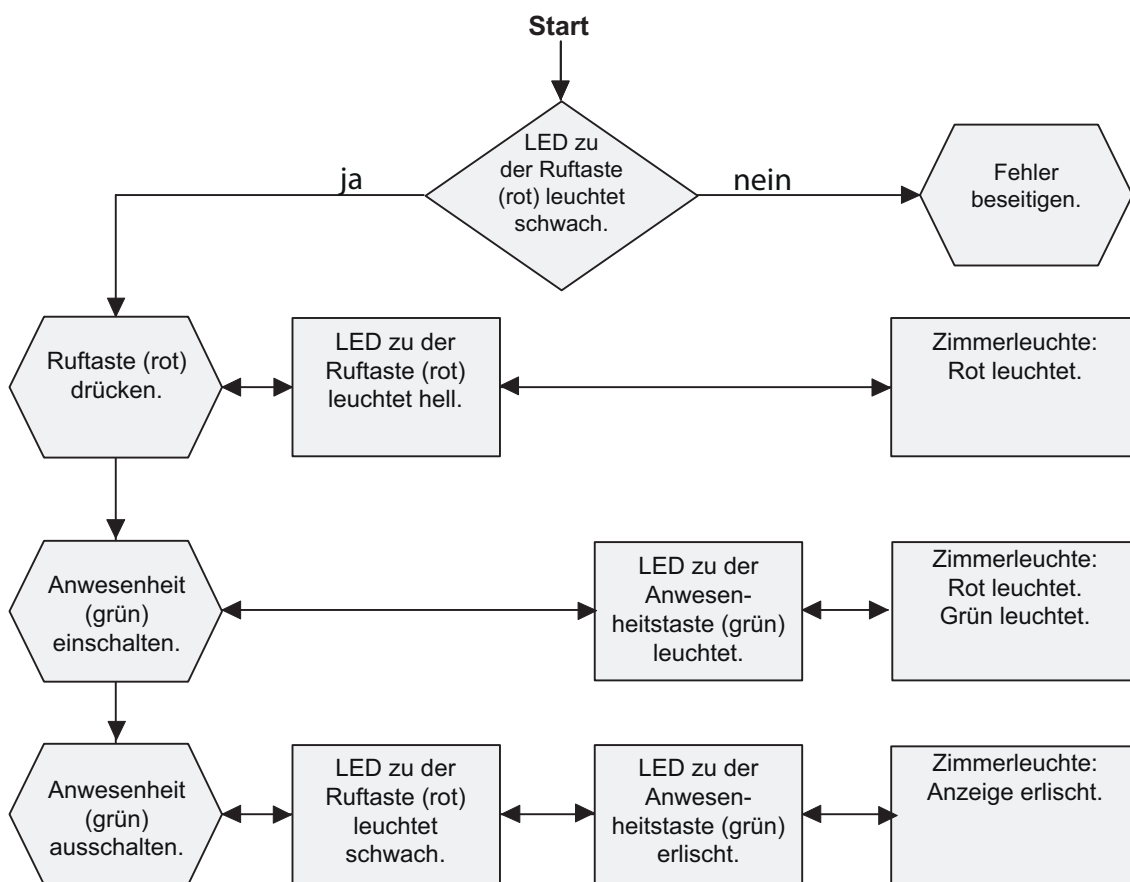 Start
LED zu
der Ruftaste
(rot) leuchtet
schwach.
ja
nein
Fehler
beseitigen.
Ruftaste (rot)
drücken.
LED zu der
Ruftaste (rot)
leuchtet hell.
Zimmerleuchte:
Rot leuchtet.
Anwesenheit
(grün)
einschalten.
LED zu der
Anwesen-
heitstaste (grün)
leuchtet.
Zimmerleuchte:
Rot leuchtet.
Grün leuchtet.
Anwesenheit
(grün)
ausschalten.
LED zu der
Ruftaste (rot)
leuchtet
schwach.
LED zu der
Anwesen-
heitstaste (grün)
erlischt.
Zimmerleuchte:
Anzeige erlischt.